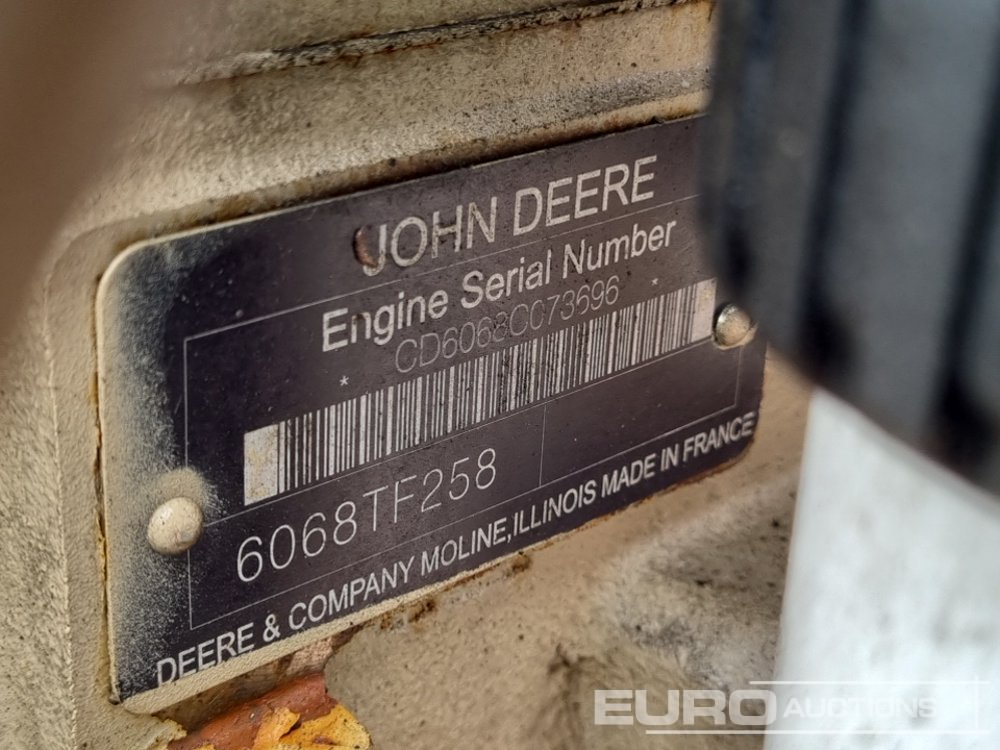 JOHN DEERE
Engine Serial Number
* CD6068C073696 *
6068TF258
DEERE & COMPANY MOLINE,ILLINOIS MADE IN FRANCE
EURO AUCTIONS